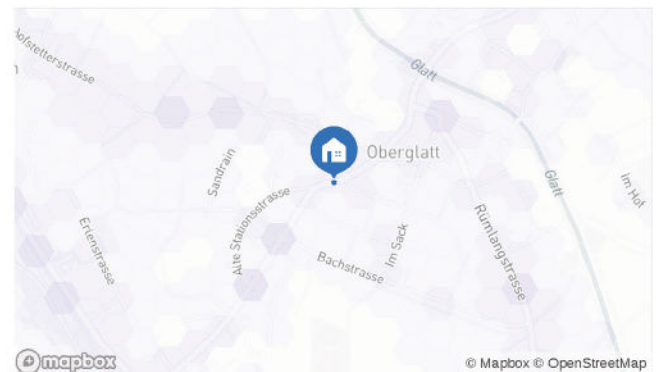 Hofstetterstrasse
Glatt
Sandrain
Oberglatt
Glatt
Im Hof
Alte Stationsstrasse
Erlenstrasse
Im Sack
Rümlangstrasse
Bachstrasse
mapbox
© Mapbox © OpenStreetMap